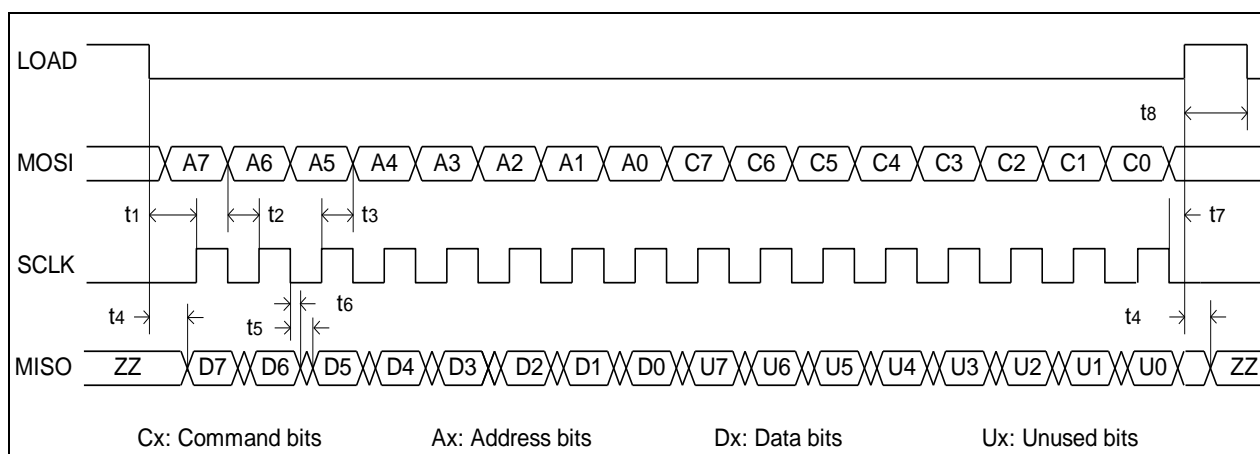 LOAD
t8
MOSI A7 A6 A5 A4 A3 A2 A1 A0 C7 C6 C5 C4 C3 C2 C1 C0
t1 t2 t3 t7
SCLK
t6
t4 t5 t4
MISO ZZ D7 D6 D5 D4 D3 D2 D1 D0 U7 U6 U5 U4 U3 U2 U1 U0 ZZ
Cx: Command bits Ax: Address bits Dx: Data bits Ux: Unused bits